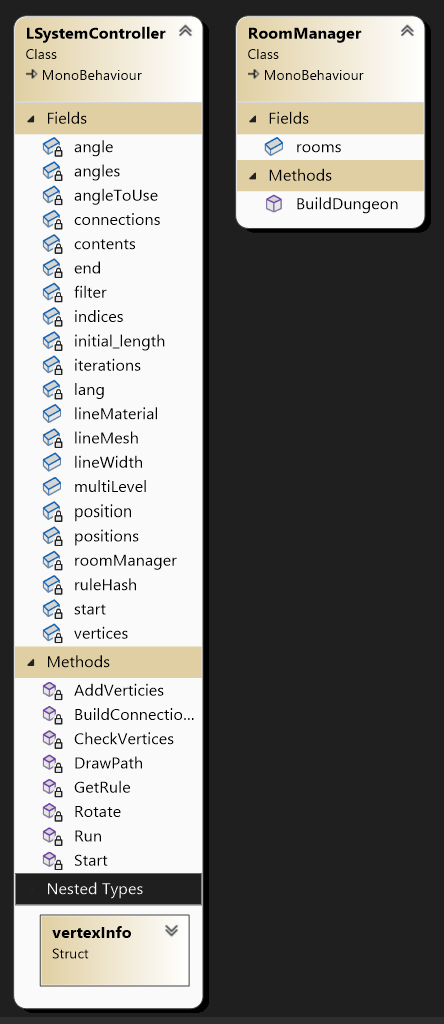 LSystemController
Class
MonoBehaviour
Fields
angle
angles
angleToUse
connections
contents
end
filter
indices
initial_length
iterations
lang
lineMaterial
lineMesh
lineWidth
multiLevel
position
positions
roomManager
ruleHash
start
vertices
Methods
AddVerticies
BuildConnectio...
CheckVertices
DrawPath
GetRule
Rotate
Run
Start
Nested Types
vertexInfo
Struct
RoomManager
Class
MonoBehaviour
Fields
rooms
Methods
BuildDungeon